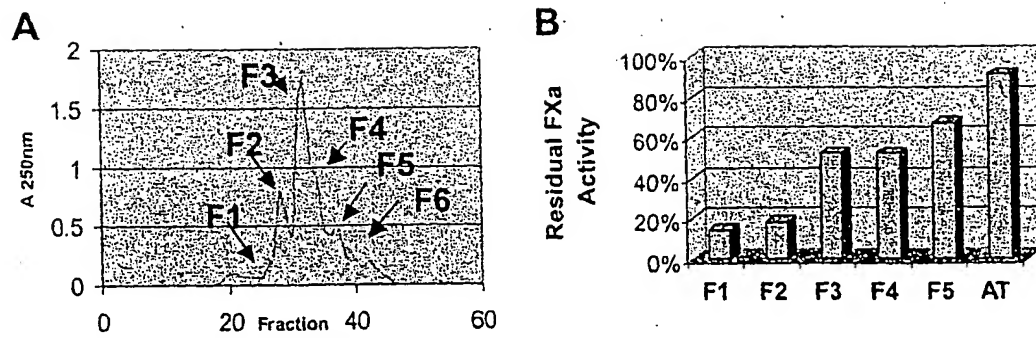 A
2
1.5
1
0.5
0
A 250nm
F1
F2
F3
F4
F5
F6
0
20
Fraction
40
60
B
100%
80%
60%
40%
20%
0%
Residual FXa
Activity
F1
F2
F3
F4
F5
AT